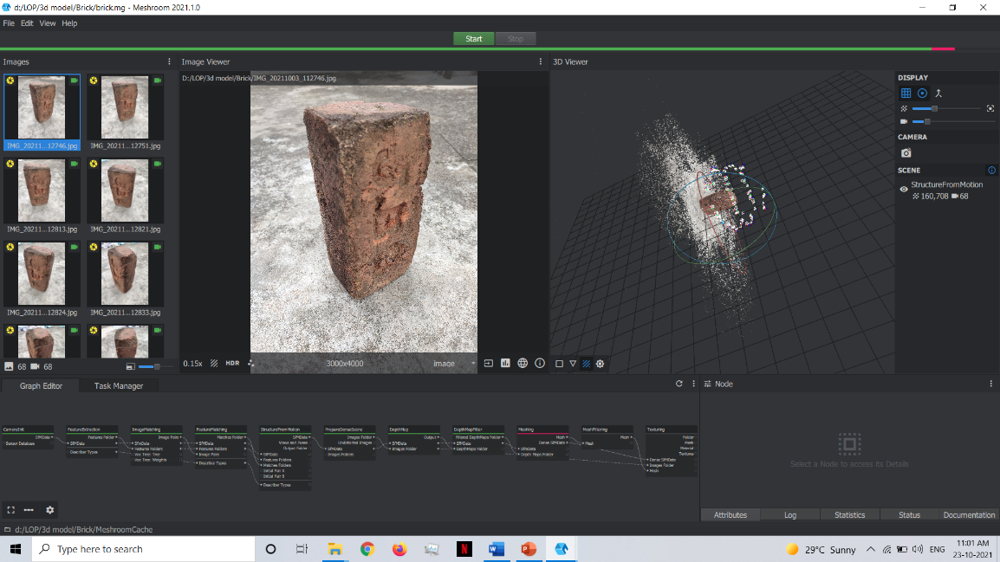 d:/LOP/3d model/Brick/brick.mg - Meshroom 2021.1.0
File Edit View Help
Start Stop
Images
IMG_20211...12746.jpg IMG_20211...12751.jpg
IMG_20211...12813.jpg IMG_20211...12821.jpg
IMG_20211...12824.jpg IMG_20211...12833.jpg
68 68
Image Viewer
D:/LOP/3d model/Brick/IMG_20211003_112746.jpg
0.15x HDR 3000x4000 image
3D Viewer
DISPLAY
CAMERA
SCENE
StructureFromMotion
160,708 68
Graph Editor Task Manager
CameraInit
SfMData
Sensor Database
FeatureExtraction
Features Folder
SfMData
Describer Types
ImageMatching
Image Pairs
SfMData
Features Folders
Voc Tree: Tree
Voc Tree: Weights
FeatureMatching
Matches Folder
SfMData
Features Folders
Image Pairs
Describer Types
StructureFromMotion
SfMData
Views and Poses
Output Folder
SfMData
Features Folders
Matches Folders
Initial Pair A
Initial Pair B
Describer Types
PrepareDenseScene
Images Folder
Undistorted Images
SfMData
Images Folders
DepthMap
Output
SfMData
Images Folder
DepthMapFilter
Filtered DepthMaps Folder
SfMData
DepthMaps Folder
Meshing
Mesh
Dense SfMData
SfMData
Depth Maps Folder
MeshFiltering
Mesh
Mesh
Texturing
Folder
Mesh
Material
Textures
Dense SfMData
Images Folder
Mesh
Node
Select a Node to access its Details
Attributes Log Statistics Status Documentation
d:/LOP/3d model/Brick/MeshroomCache
Type here to search
29°C Sunny ENG
11:01 AM
23-10-2021